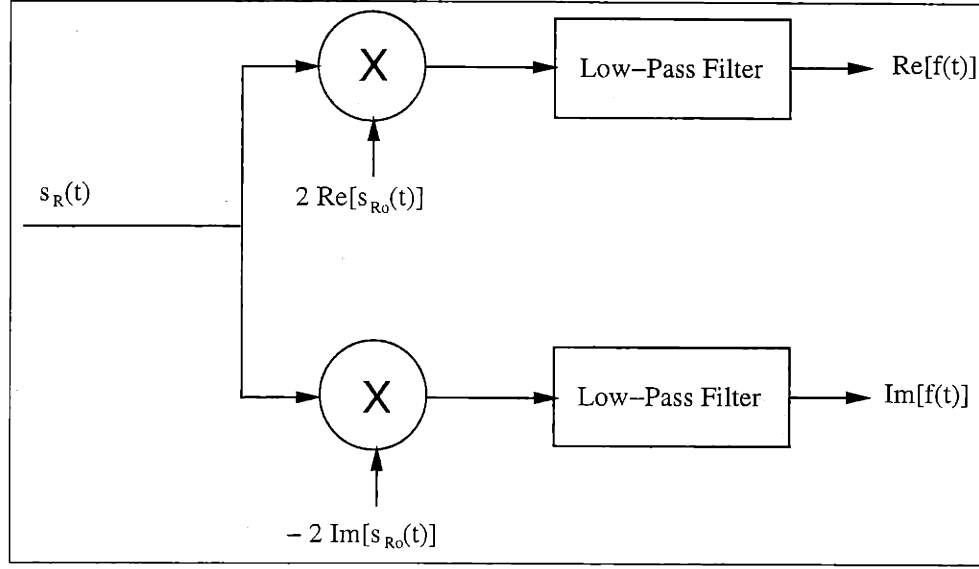 X
Low–Pass Filter
Re[f(t)]
2 Re[s_Ro(t)]
s_R(t)
X
Low–Pass Filter
Im[f(t)]
– 2 Im[s_Ro(t)]